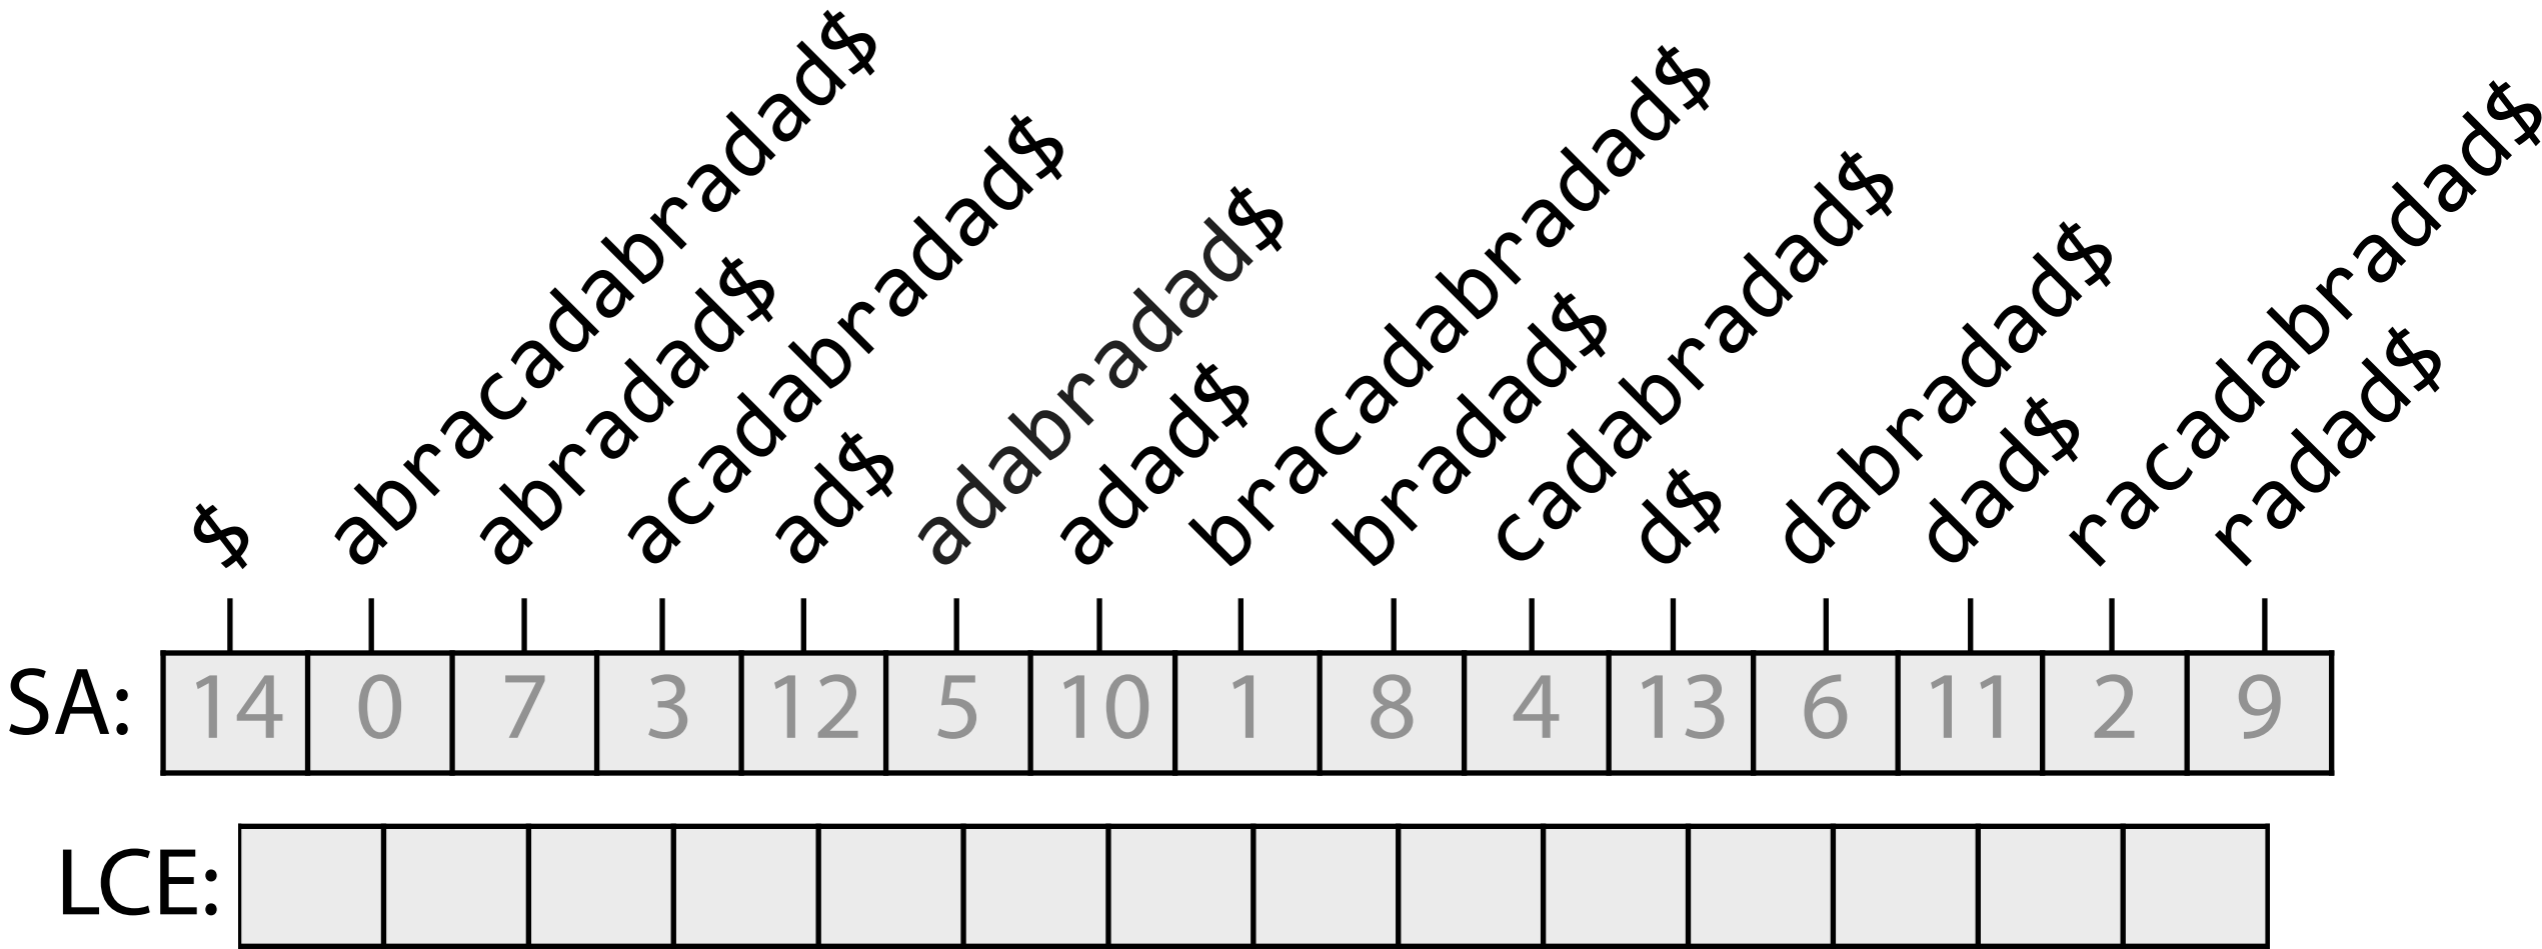 $
abracadabradad$
abradad$
acadabradad$
ad$
adabradad$
adad$
bracadabradad$
bradad$
cadabradad$
d$
dabradad$
dad$
racadabradad$
radad$
SA: 14 0 7 3 12 5 10 1 8 4 13 6 11 2 9
LCE: